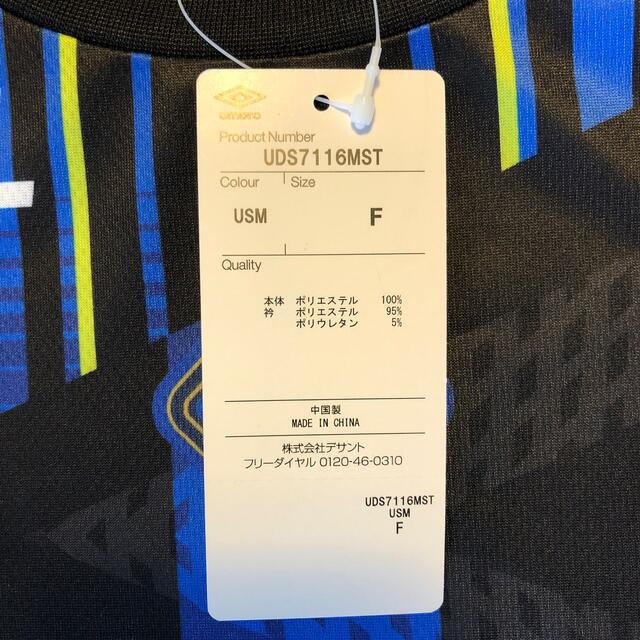 umbro
Product Number
UDS7116MST
Colour Size
USM F
Quality
本体 ポリエステル 100%
衿 ポリエステル 95%
ポリウレタン 5%
中国製
MADE IN CHINA
株式会社デサント
フリーダイヤル 0120-46-0310
UDS7116MST
USM
F